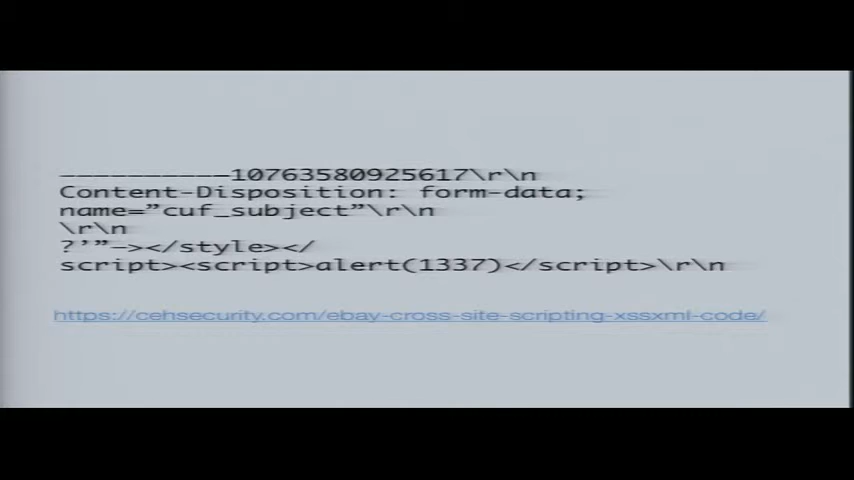 ——————————10763580925617\r\n
Content-Disposition: form-data;
name=”cuf_subject”\r\n
\r\n
?’”—></style></
script><script>alert(1337)</script>\r\n
https://cehsecurity.com/ebay-cross-site-scripting-xssxml-code/